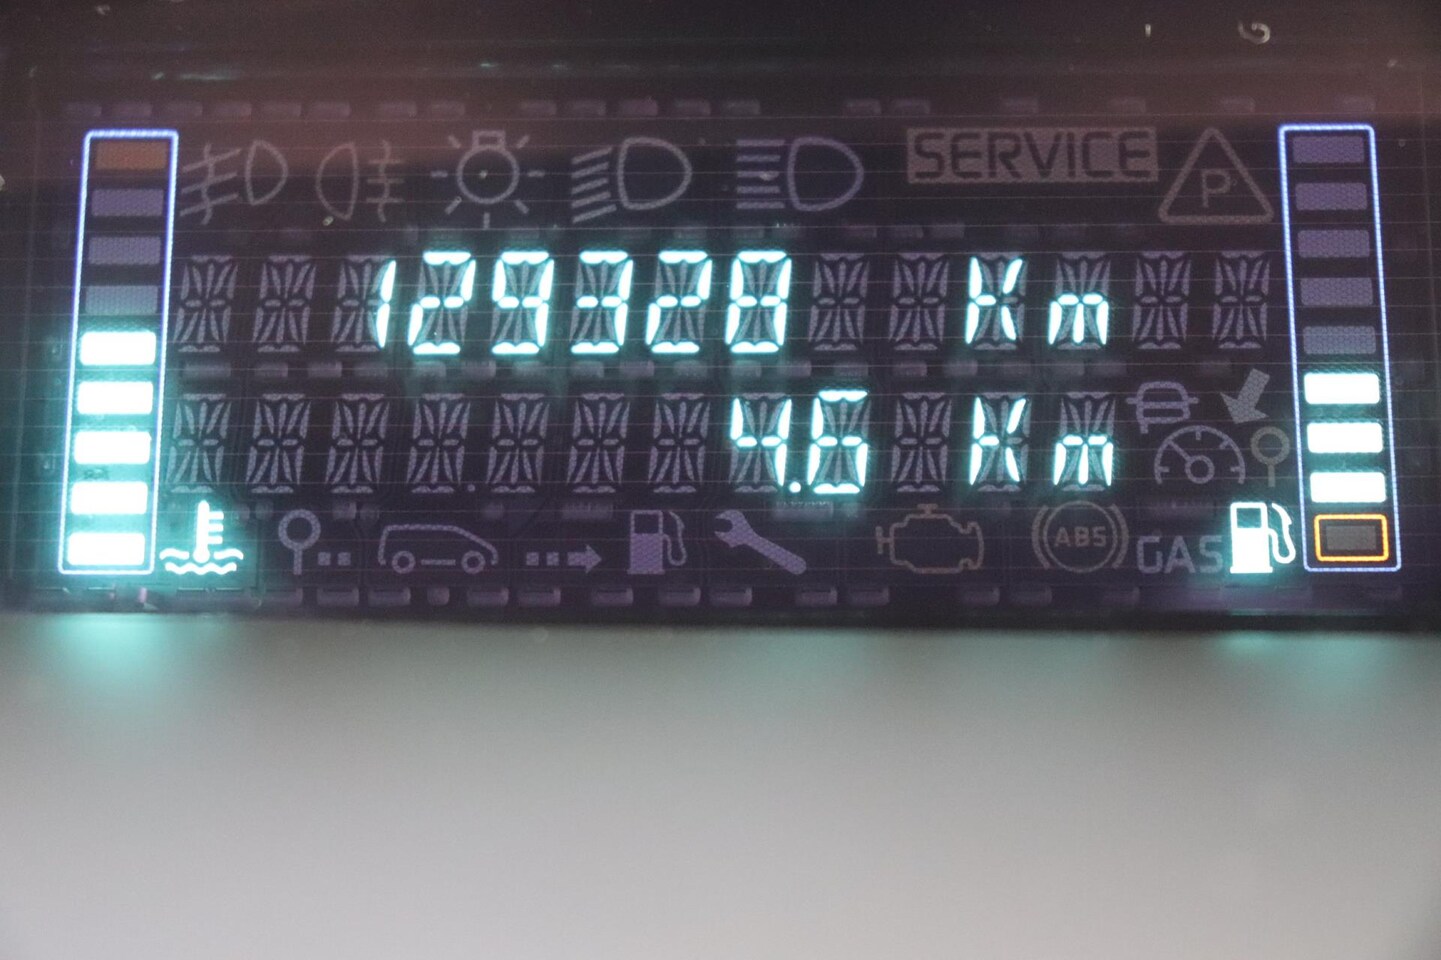 SERVICE
P
129328 Km
4.6 Km
ABS
GAS